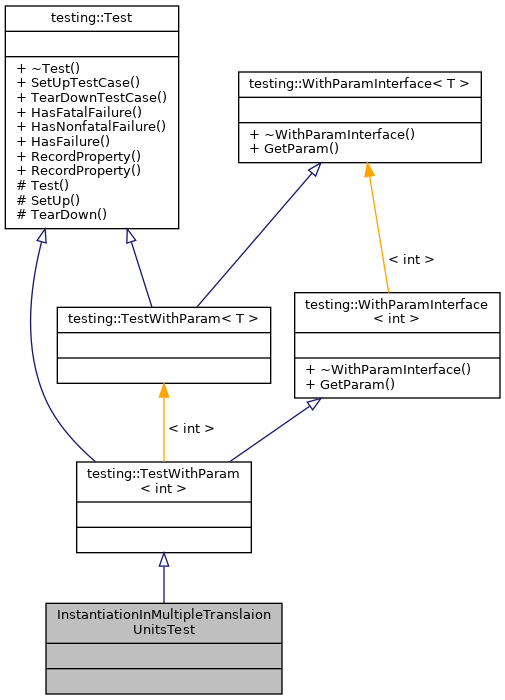 testing::Test
+ ~Test()
+ SetUpTestCase()
+ TearDownTestCase()
+ HasFatalFailure()
+ HasNonfatalFailure()
+ HasFailure()
+ RecordProperty()
+ RecordProperty()
# Test()
# SetUp()
# TearDown()
testing::WithParamInterface< T >
+ ~WithParamInterface()
+ GetParam()
< int >
testing::TestWithParam< T >
testing::WithParamInterface
< int >
+ ~WithParamInterface()
+ GetParam()
< int >
testing::TestWithParam
< int >
InstantiationInMultipleTranslaion
UnitsTest